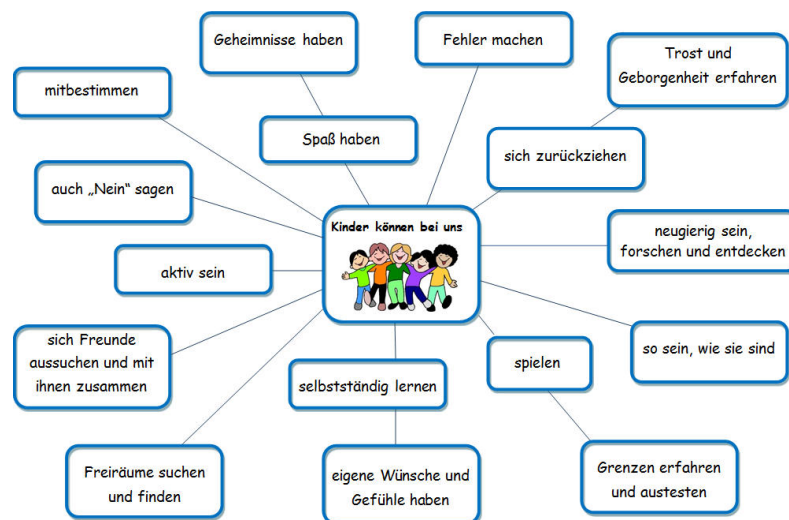 Geheimnisse haben
Fehler machen
Trost und
Geborgenheit erfahren
mitbestimmen
Spaß haben
sich zurückziehen
auch „Nein“ sagen
Kinder können bei uns
neugierig sein,
forschen und entdecken
aktiv sein
sich Freunde
aussuchen und mit
ihnen zusammen
selbstständig lernen
spielen
so sein, wie sie sind
Freiräume suchen
und finden
eigene Wünsche und
Gefühle haben
Grenzen erfahren
und austesten